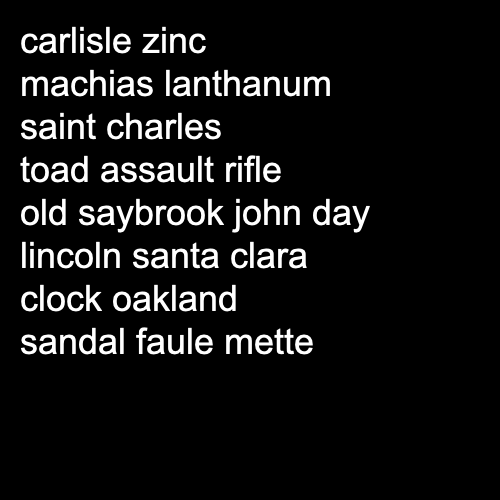 carlisle zinc
machias lanthanum
saint charles
toad assault rifle
old saybrook john day
lincoln santa clara
clock oakland
sandal faule mette